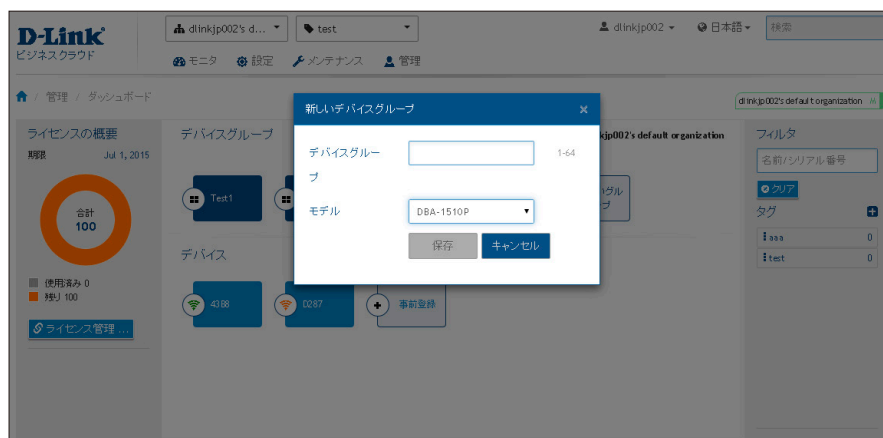 D-Link
ビジネスクラウド
dlinkjp002's d...
test
dlinkjp002
日本語
検索
モニタ
設定
メンテナンス
管理
/ 管理 / ダッシュボード
dlinkjp002's default organization
ライセンスの概要
期限 Jul 1, 2015
合計
100
使用済み 0
残り 100
ライセンス管理 ...
デバイスグループ
kjp002's default organization
Test1
デバイス
4388
D287
事前登録
新しいデバイスグループ
×
デバイスグルー
プ
1-64
モデル
DBA-1510P
保存
キャンセル
フィルタ
名前/シリアル番号
クリア
タグ
aaa 0
test 0